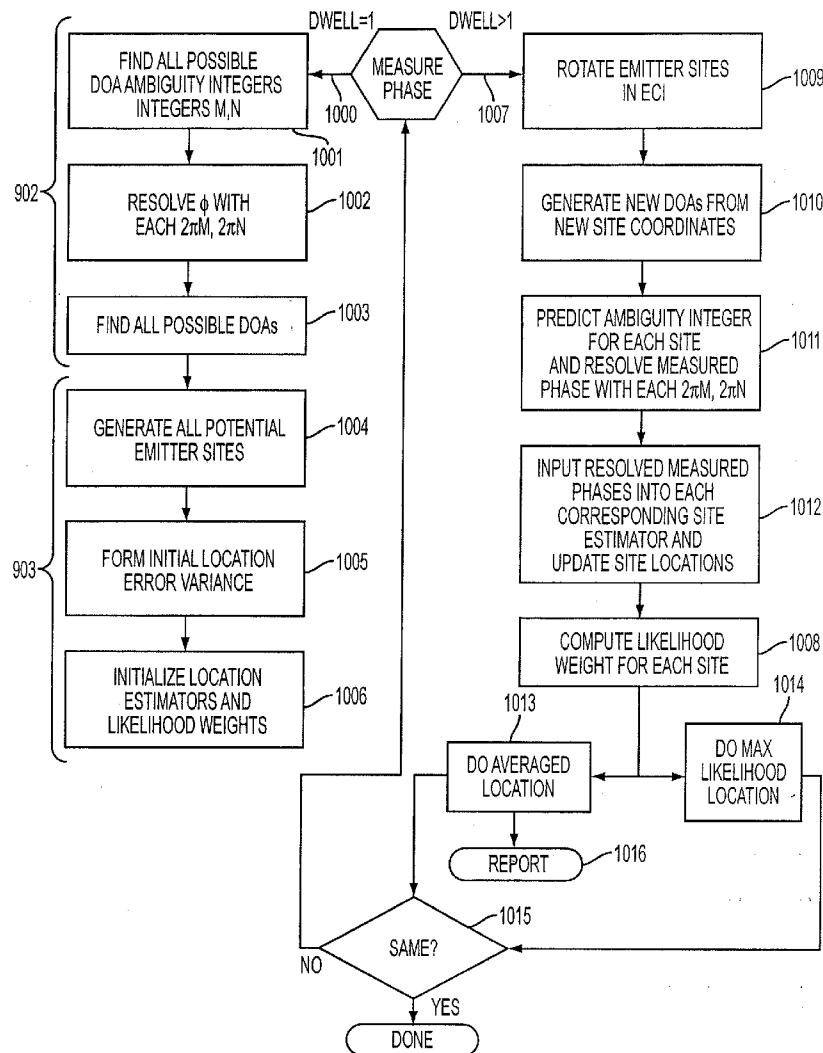 DWELL=1
DWELL>1
MEASURE
PHASE
1000
1007
FIND ALL POSSIBLE
DOA AMBIGUITY INTEGERS
INTEGERS M,N
1001
902
RESOLVE ϕ WITH
EACH 2πM, 2πN
1002
FIND ALL POSSIBLE DOAs
1003
GENERATE ALL POTENTIAL
EMITTER SITES
1004
903
FORM INITIAL LOCATION
ERROR VARIANCE
1005
INITIALIZE LOCATION
ESTIMATORS AND
LIKELIHOOD WEIGHTS
1006
ROTATE EMITTER SITES
IN ECI
1009
GENERATE NEW DOAs FROM
NEW SITE COORDINATES
1010
PREDICT AMBIGUITY INTEGER
FOR EACH SITE
AND RESOLVE MEASURED
PHASE WITH EACH 2πM, 2πN
1011
INPUT RESOLVED MEASURED
PHASES INTO EACH
CORRESPONDING SITE
ESTIMATOR AND
UPDATE SITE LOCATIONS
1012
COMPUTE LIKELIHOOD
WEIGHT FOR EACH SITE
1008
1013
DO AVERAGED
LOCATION
1014
DO MAX
LIKELIHOOD
LOCATION
REPORT
1016
1015
SAME?
NO
YES
DONE